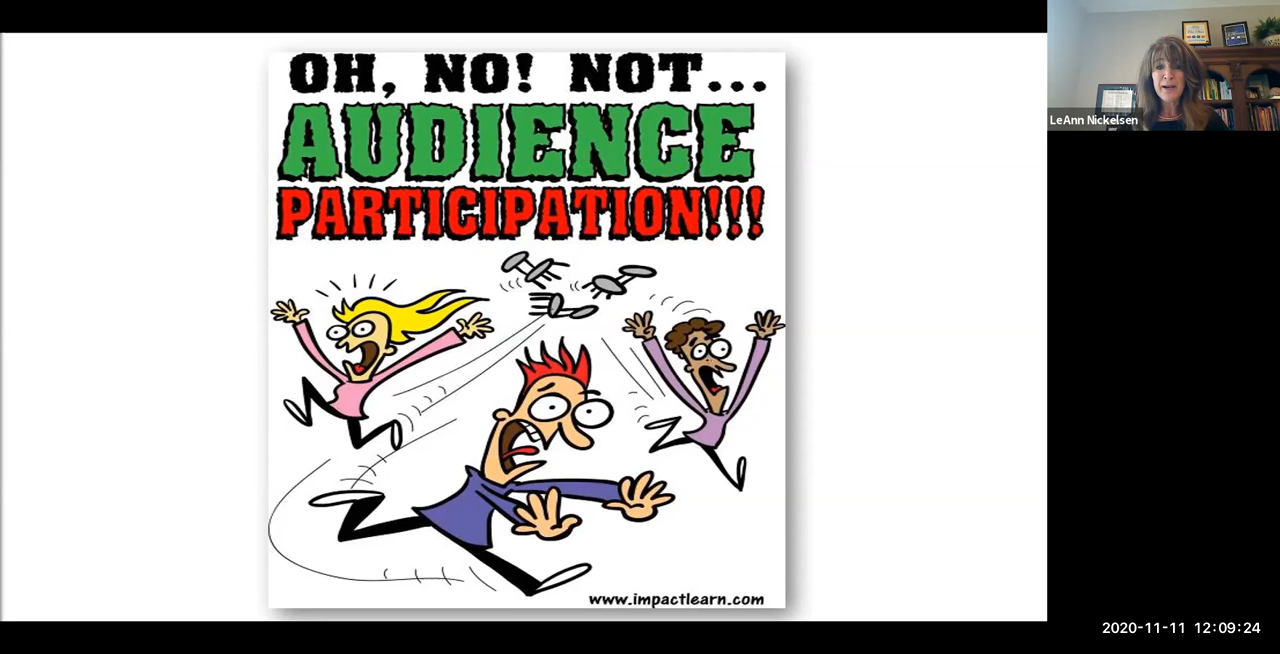 OH, NO! NOT...
AUDIENCE
PARTICIPATION!!!
www.impactlearn.com
LeAnn Nickelsen
2020-11-11 12:09:24